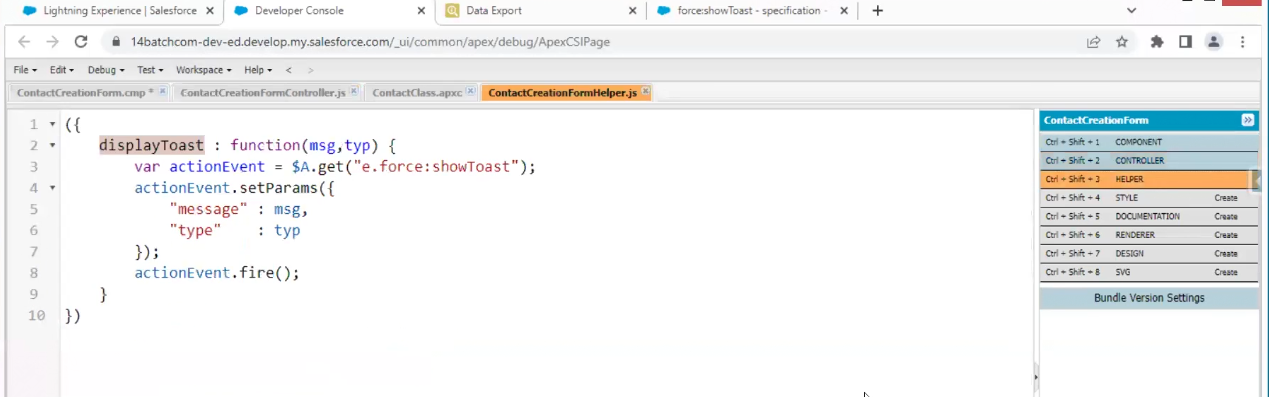 Lightning Experience | Salesforce
Developer Console
Data Export
force:showToast - specification -
14batchcom-dev-ed.develop.my.salesforce.com/_ui/common/apex/debug/ApexCSIPage
File Edit Debug Test Workspace Help < >
ContactCreationForm.cmp * ContactCreationFormController.js ContactClass.apxc ContactCreationFormHelper.js
1 ({
2 displayToast : function(msg,typ) {
3 var actionEvent = $A.get("e.force:showToast");
4 actionEvent.setParams({
5 "message" : msg,
6 "type" : typ
7 });
8 actionEvent.fire();
9 }
10 })
ContactCreationForm
Ctrl + Shift + 1 COMPONENT
Ctrl + Shift + 2 CONTROLLER
Ctrl + Shift + 3 HELPER
Ctrl + Shift + 4 STYLE Create
Ctrl + Shift + 5 DOCUMENTATION Create
Ctrl + Shift + 6 RENDERER Create
Ctrl + Shift + 7 DESIGN Create
Ctrl + Shift + 8 SVG Create
Bundle Version Settings